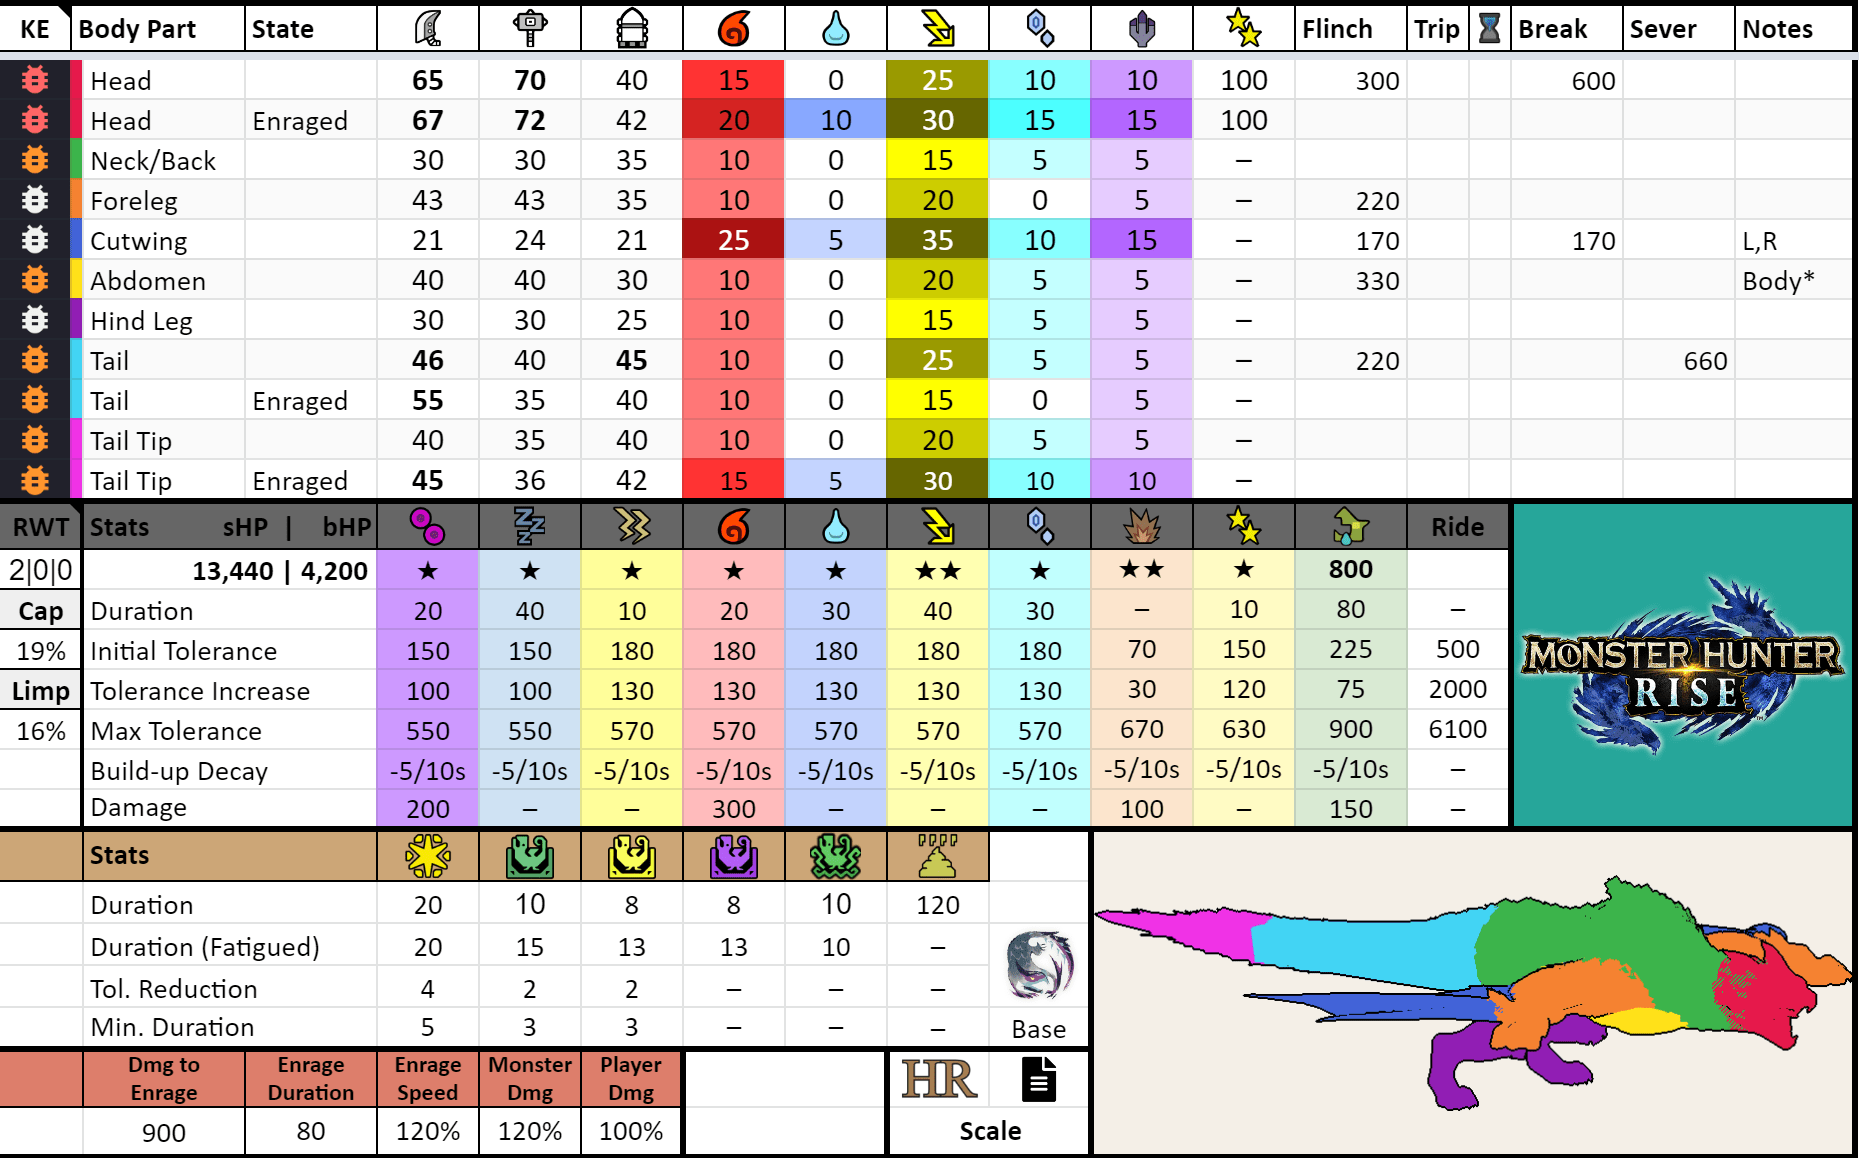 KE Body Part State Flinch Trip Break Sever Notes
Head 65 70 40 15 0 25 10 10 100 300 600
Head Enraged 67 72 42 20 10 30 15 15 100
Neck/Back 30 30 35 10 0 15 5 5 –
Foreleg 43 43 35 10 0 20 0 5 – 220
Cutwing 21 24 21 25 5 35 10 15 – 170 170 L,R
Abdomen 40 40 30 10 0 20 5 5 – 330 Body*
Hind Leg 30 30 25 10 0 15 5 5 –
Tail 46 40 45 10 0 25 5 5 – 220 660
Tail Enraged 55 35 40 10 0 15 0 5 –
Tail Tip 40 35 40 10 0 20 5 5 –
Tail Tip Enraged 45 36 42 15 5 30 10 10 –
RWT Stats sHP | bHP Ride
2|0|0 13,440 | 4,200 ★ ★ ★ ★ ★ ★★ ★ ★★ ★ 800
Cap Duration 20 40 10 20 30 40 30 – 10 80 –
19% Initial Tolerance 150 150 180 180 180 180 180 70 150 225 500
Limp Tolerance Increase 100 100 130 130 130 130 130 30 120 75 2000
16% Max Tolerance 550 550 570 570 570 570 570 670 630 900 6100
Build-up Decay -5/10s -5/10s -5/10s -5/10s -5/10s -5/10s -5/10s -5/10s -5/10s -5/10s –
Damage 200 – – 300 – – – 100 – 150 –
MONSTER HUNTER
RISE
Stats
Duration 20 10 8 8 10 120
Duration (Fatigued) 20 15 13 13 10 –
Tol. Reduction 4 2 2 – – –
Min. Duration 5 3 3 – – – Base
Dmg to Enrage Enrage Duration Enrage Speed Monster Dmg Player Dmg HR
900 80 120% 120% 100% Scale